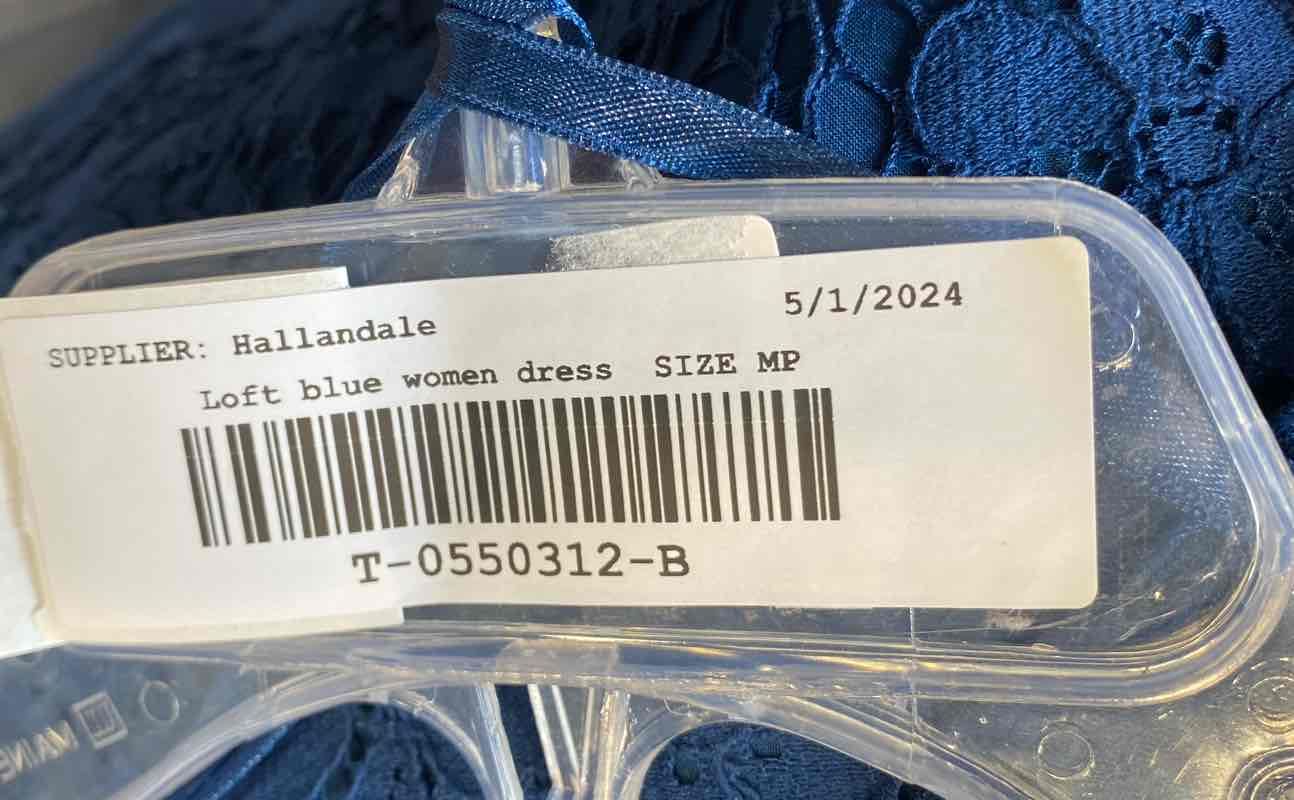 5/1/2024
SUPPLIER: Hallandale
Loft blue women dress SIZE MP
T-0550312-B